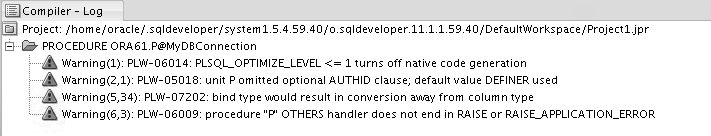 Compiler - Log
Project: /home/oracle/.sqldeveloper/system1.5.4.59.40/o.sqldeveloper.11.1.1.59.40/DefaultWorkspace/Project1.jpr
PROCEDURE ORA61.P@MyDBConnection
Warning(1): PLW-06014: PLSQL_OPTIMIZE_LEVEL <= 1 turns off native code generation
Warning(2,1): PLW-05018: unit P omitted optional AUTHID clause; default value DEFINER used
Warning(5,34): PLW-07202: bind type would result in conversion away from column type
Warning(6,3): PLW-06009: procedure "P" OTHERS handler does not end in RAISE or RAISE_APPLICATION_ERROR